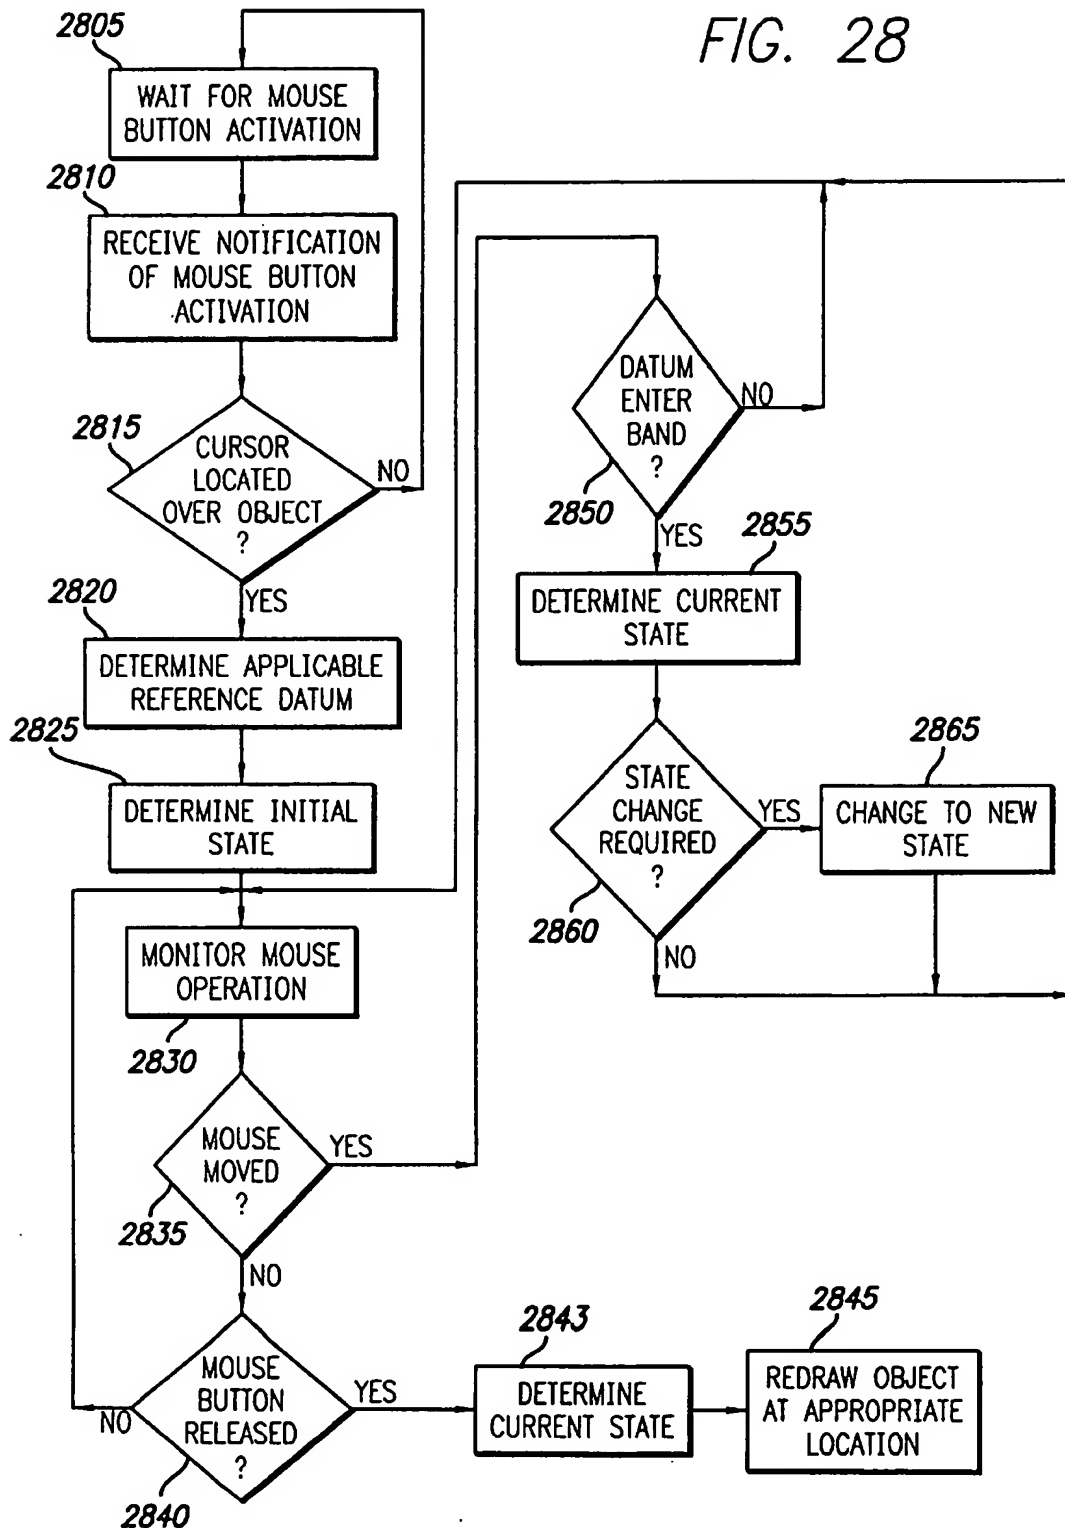 FIG. 28
2805
WAIT FOR MOUSE
BUTTON ACTIVATION
2810
RECEIVE NOTIFICATION
OF MOUSE BUTTON
ACTIVATION
2815
CURSOR
LOCATED
OVER OBJECT
?
NO
YES
2820
DETERMINE APPLICABLE
REFERENCE DATUM
2825
DETERMINE INITIAL
STATE
MONITOR MOUSE
OPERATION
2830
MOUSE
MOVED
?
YES
2835
NO
MOUSE
BUTTON
RELEASED
?
NO
YES
2840
2843
DETERMINE
CURRENT STATE
2845
REDRAW OBJECT
AT APPROPRIATE
LOCATION
DATUM
ENTER
BAND
?
NO
2850
YES
2855
DETERMINE CURRENT
STATE
STATE
CHANGE
REQUIRED
?
YES
2860
NO
2865
CHANGE TO NEW
STATE